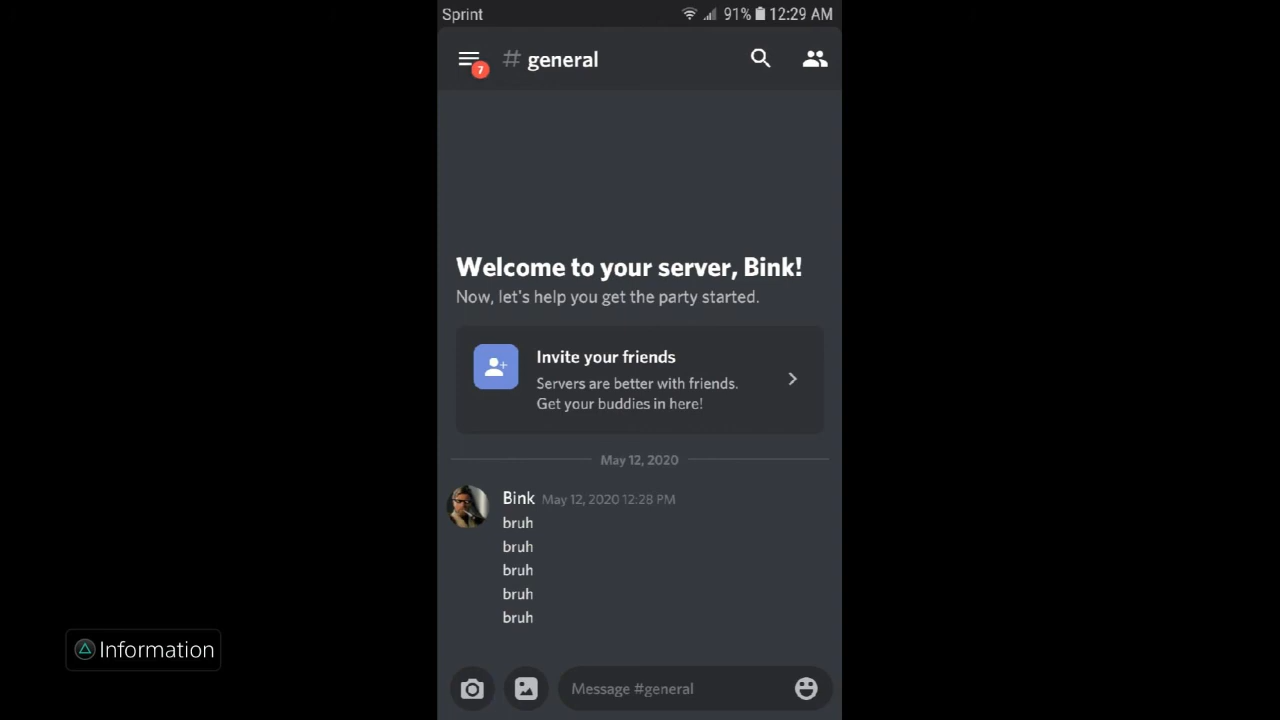 Sprint 91% 12:29 AM
7 # general
Welcome to your server, Bink!
Now, let's help you get the party started.
Invite your friends
Servers are better with friends.
Get your buddies in here!
May 12, 2020
Bink May 12, 2020 12:28 PM
bruh
bruh
bruh
bruh
bruh
Information
Message #general